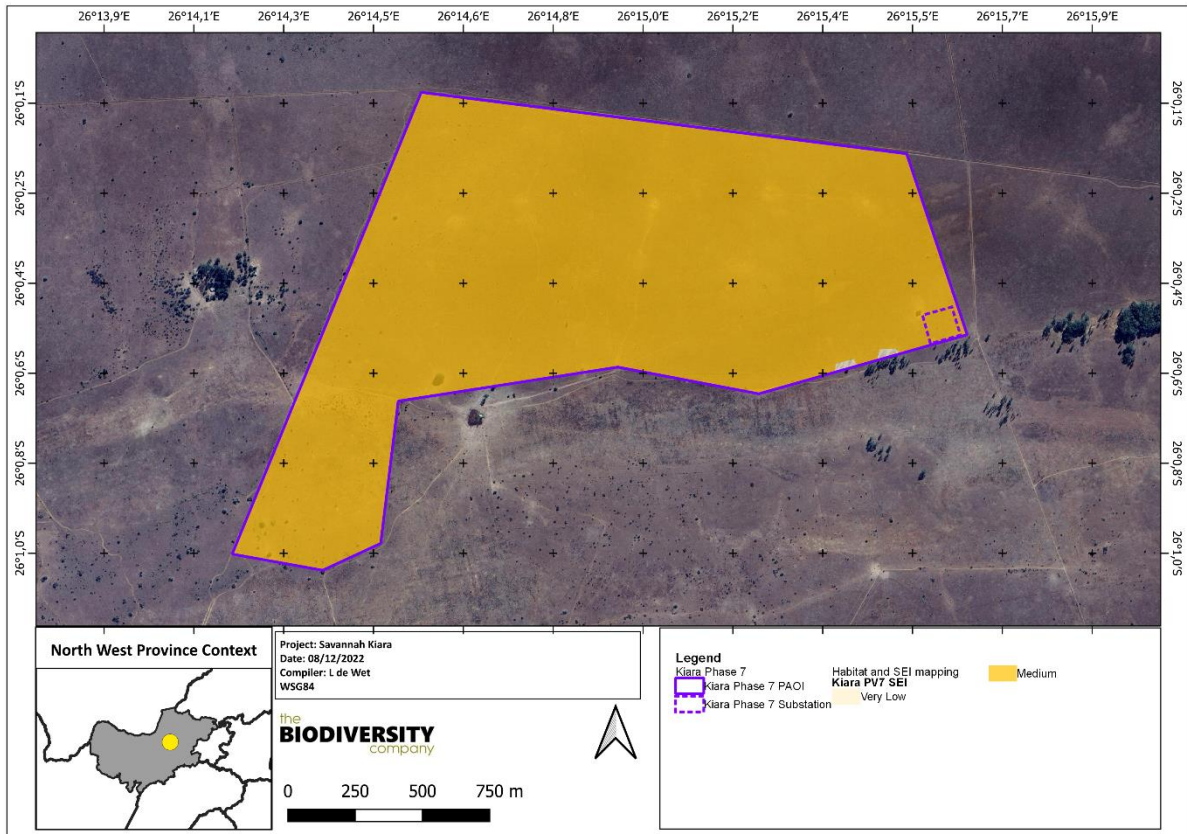 26°13,9'E 26°14,1'E 26°14,3'E 26°14,5'E 26°14,6'E 26°14,8'E 26°15,0'E 26°15,2'E 26°15,4'E 26°15,5'E 26°15,7'E 26°15,9'E
26°0,1'S 26°0,1'S
26°0,2'S 26°0,2'S
26°0,4'S 26°0,4'S
26°0,6'S 26°0,6'S
26°0,8'S 26°0,8'S
26°1,0'S 26°1,0'S
North West Province Context
Project: Savannah Kiara
Date: 08/12/2022
Compiler: L de Wet
WSG84
the
BIODIVERSITY
company
0 250 500 750 m
Legend
Kiara Phase 7
Kiara Phase 7 PAOI
Kiara Phase 7 Substation
Habitat and SEI mapping
Kiara PV7 SEI
Very Low
Medium